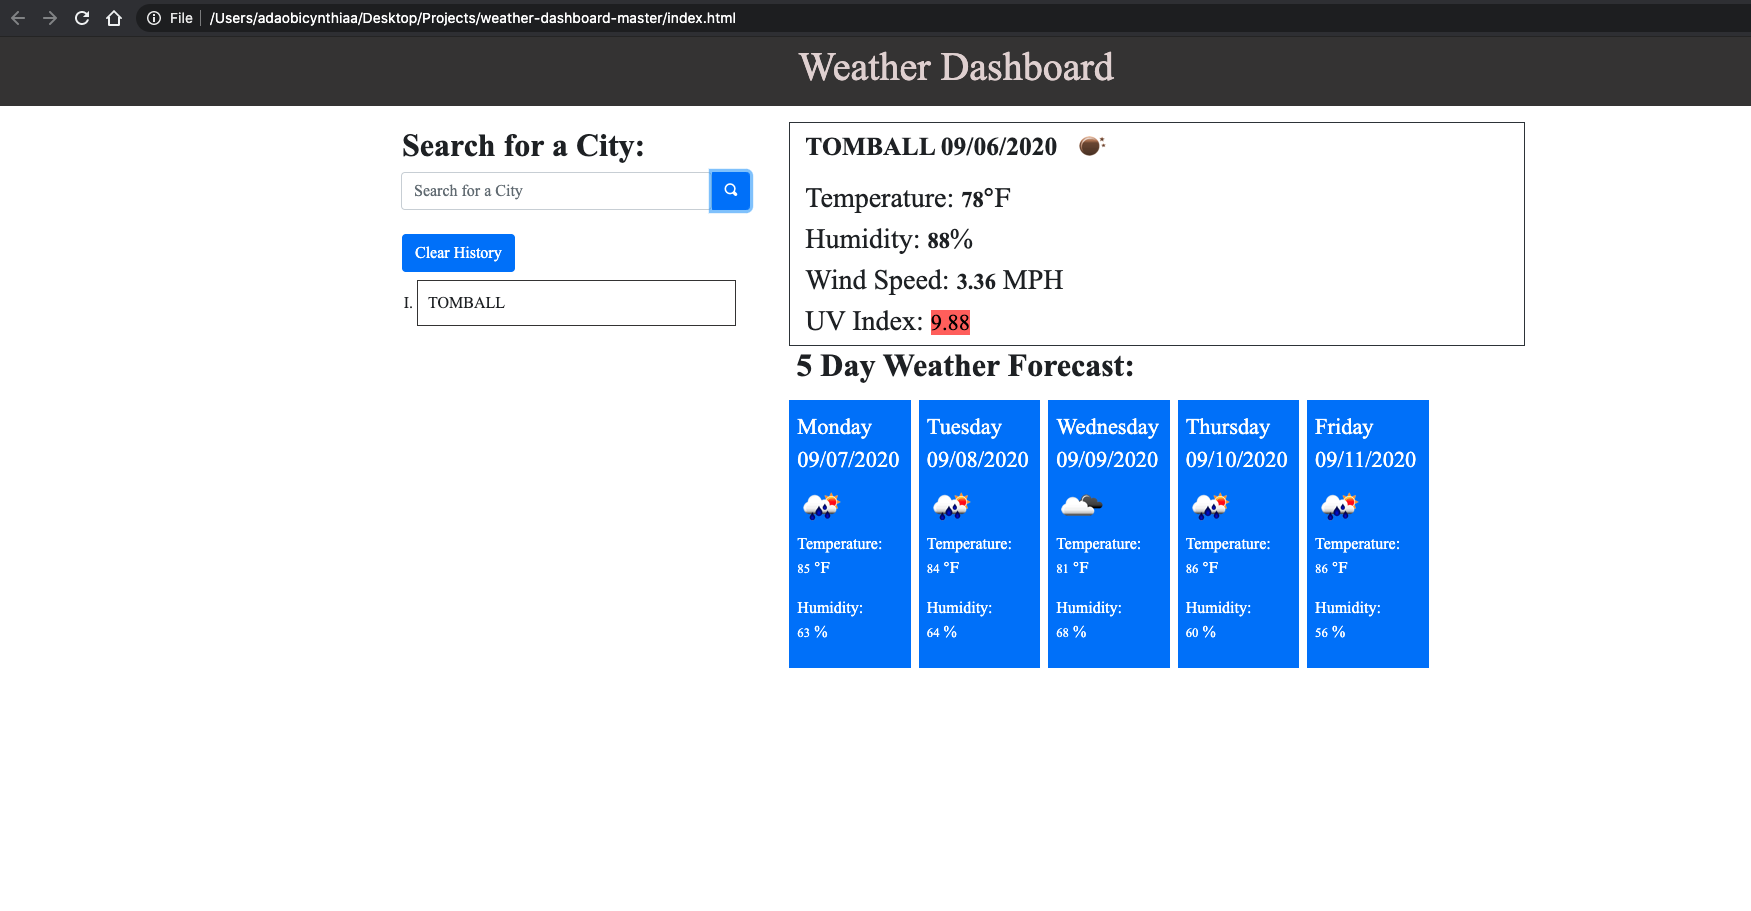 File /Users/adaobicynthiaa/Desktop/Projects/weather-dashboard-master/index.html
Weather Dashboard
Search for a City:
Search for a City
Clear History
I. TOMBALL
TOMBALL 09/06/2020
Temperature: 78°F
Humidity: 88%
Wind Speed: 3.36 MPH
UV Index: 9.88
5 Day Weather Forecast:
Monday
09/07/2020
Temperature:
85 °F
Humidity:
63 %
Tuesday
09/08/2020
Temperature:
84 °F
Humidity:
64 %
Wednesday
09/09/2020
Temperature:
81 °F
Humidity:
68 %
Thursday
09/10/2020
Temperature:
86 °F
Humidity:
60 %
Friday
09/11/2020
Temperature:
86 °F
Humidity:
56 %